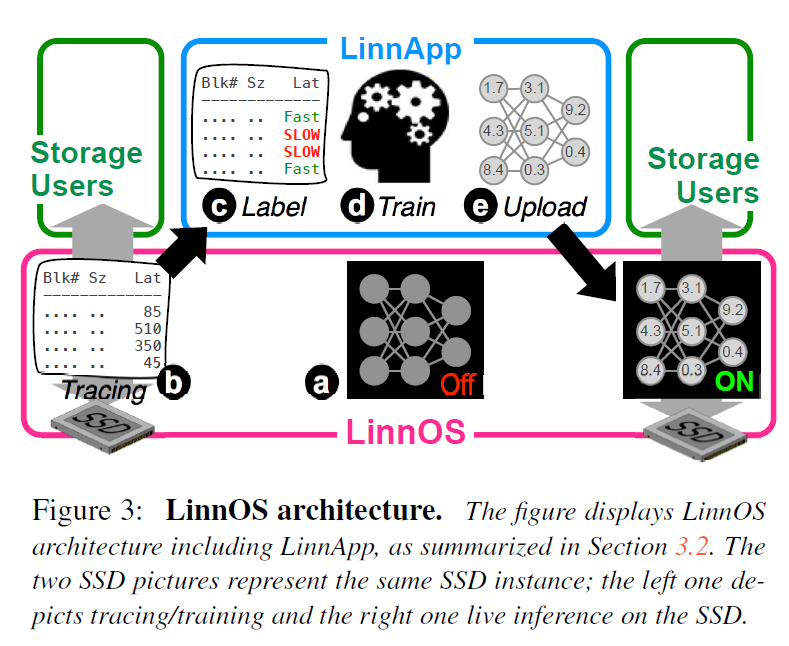 LinnApp
Storage
Users
Blk# Sz Lat
-------------
.... .. Fast
.... .. SLOW
.... .. SLOW
.... .. Fast
c Label
d Train
1.7 3.1
9.2
4.3 5.1
0.4
8.4 0.3
e Upload
Storage
Users
Blk# Sz Lat
-------------
.... .. 85
.... .. 510
.... .. 350
.... .. 45
Tracing b
SSD
a
Off
LinnOS
1.7 3.1
9.2
4.3 5.1
0.4
8.4 0.3
ON
SSD
Figure 3: LinnOS architecture. The figure displays LinnOS
architecture including LinnApp, as summarized in Section 3.2. The
two SSD pictures represent the same SSD instance; the left one de-
picts tracing/training and the right one live inference on the SSD.